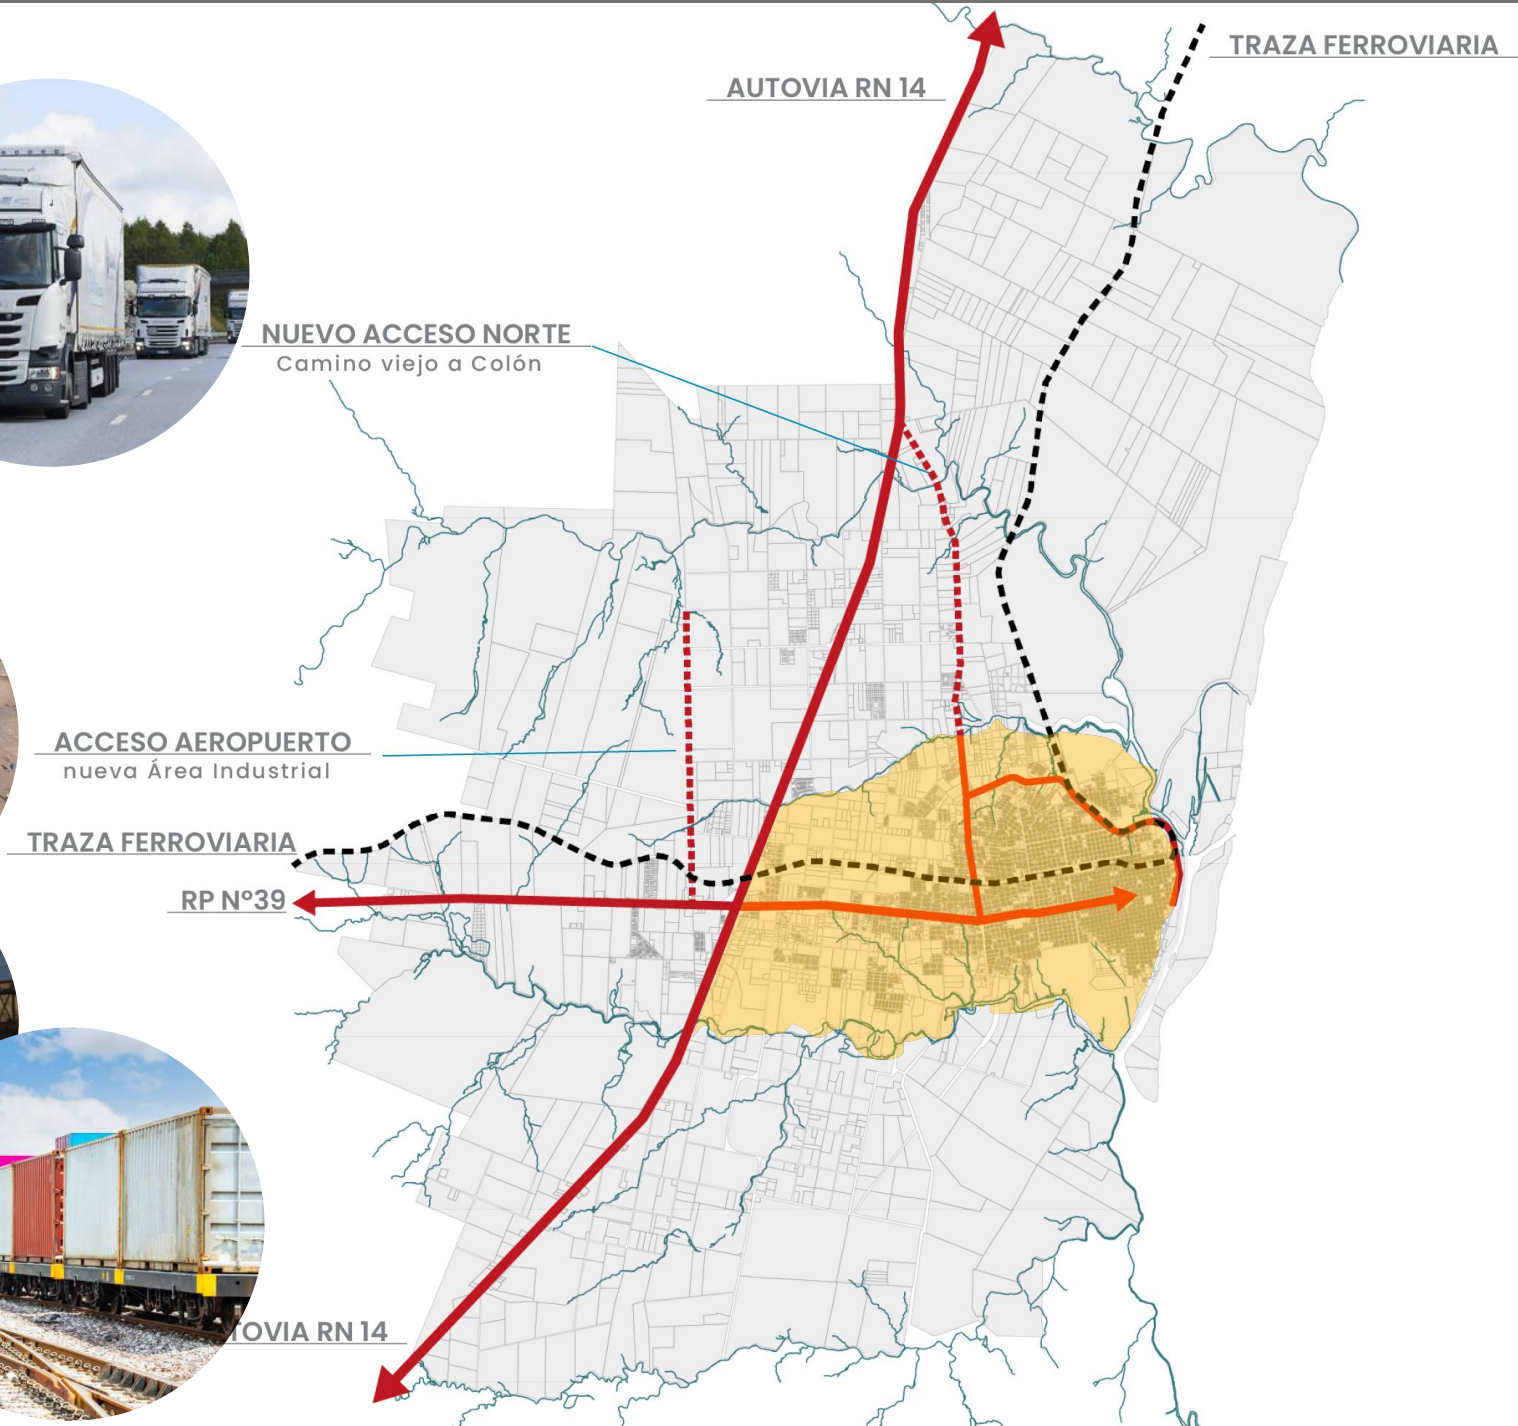 TRAZA FERROVIARIA
AUTOVIA RN 14
NUEVO ACCESO NORTE
Camino viejo a Colón
ACCESO AEROPUERTO
nueva Área Industrial
TRAZA FERROVIARIA
RP Nº39
TOVIA RN 14